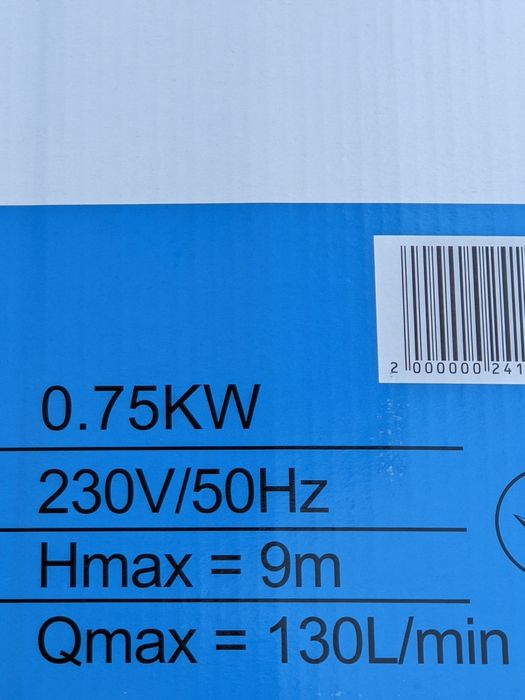 2 000000 241
0.75KW
230V/50Hz
Hmax = 9m
Qmax = 130L/min